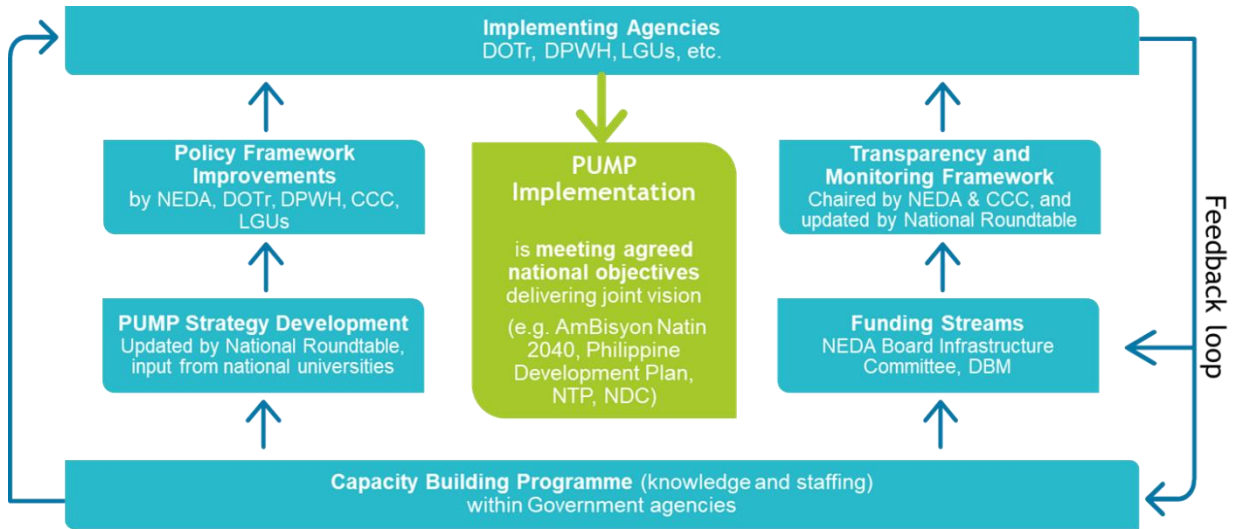 Implementing Agencies
DOTr, DPWH, LGUs, etc.
Policy Framework
Improvements
by NEDA, DOTr, DPWH, CCC,
LGUs
PUMP
Implementation
is meeting agreed
national objectives
delivering joint vision
(e.g. AmBisyon Natin
2040, Philippine
Development Plan,
NTP, NDC)
Transparency and
Monitoring Framework
Chaired by NEDA & CCC, and
updated by National Roundtable
PUMP Strategy Development
Updated by National Roundtable,
input from national universities
Funding Streams
NEDA Board Infrastructure
Committee, DBM
Feedback loop
Capacity Building Programme (knowledge and staffing)
within Government agencies